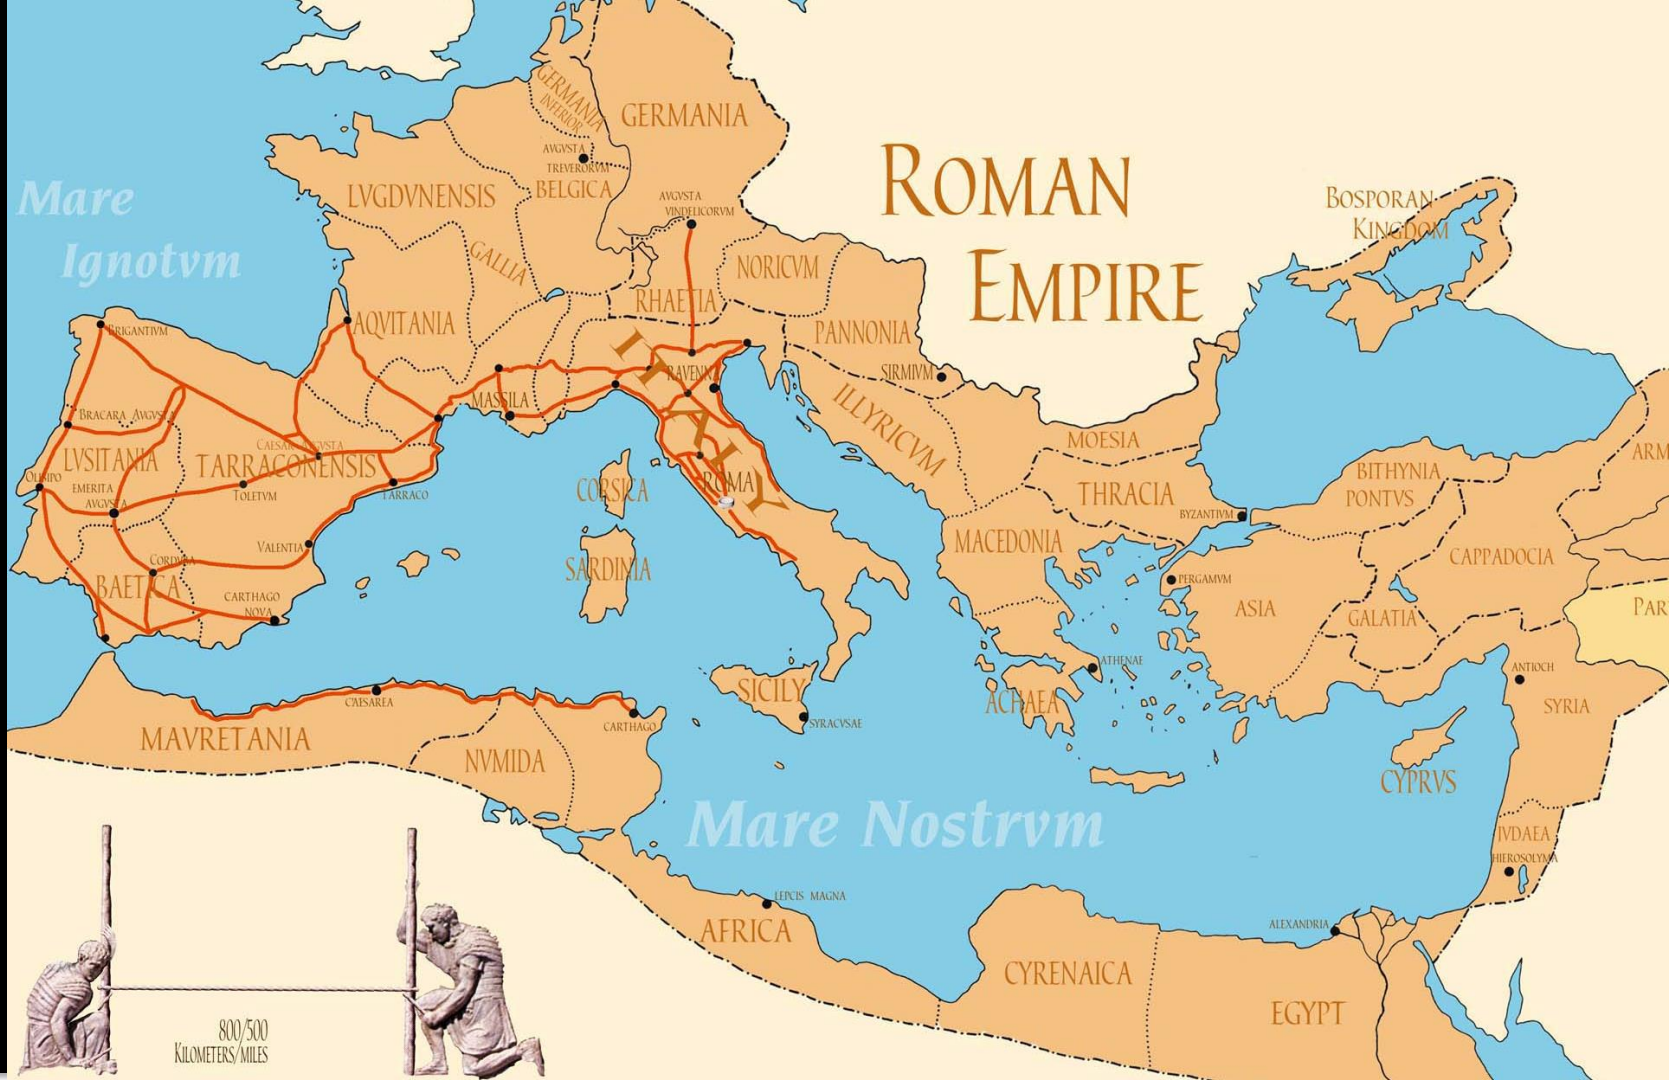 ROMAN
EMPIRE
Mare
Ignotvm
Mare Nostrvm
GERMANIA
INFERIOR
GERMANIA
AVGVSTA
TREVERORVM
BELGICA
LVGDVNENSIS
AVGVSTA
VINDELICORVM
GALLIA
NORICVM
RHAETIA
AQVITANIA
PANNONIA
SIRMIVM
ITALY
RAVENNA
ILLYRICVM
BOSPORAN
KINGDOM
BRIGANTIVM
BRACARA AVGVSTA
LVSITANIA
CAESAR AVGVSTA
TARRACONENSIS
OLISIPO
EMERITA
AVGVSTA
TOLETVM
TARRACO
MASSILA
VALENTIA
CORDVBA
BAETICA
CARTHAGO
NOVA
CORSICA
ROMA
SARDINIA
SICILY
SYRACVSAE
MOESIA
THRACIA
BYZANTIVM
MACEDONIA
BITHYNIA
PONTVS
ARM
CAPPADOCIA
PERGAMVM
ASIA
GALATIA
PAR
ATHENAE
ACHAEA
ANTIOCH
SYRIA
CYPRVS
IVDAEA
HIEROSOLYMA
CAESAREA
CARTHAGO
MAVRETANIA
NVMIDA
LEPCIS MAGNA
AFRICA
CYRENAICA
ALEXANDRIA
EGYPT
800/500
KILOMETERS/MILES